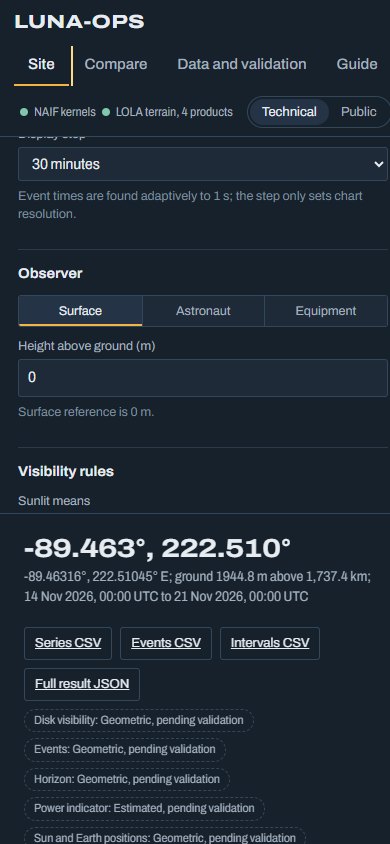 LUNA-OPS
Site Compare Data and validation Guide
NAIF kernels LOLA terrain, 4 products Technical Public
Display step
30 minutes
Event times are found adaptively to 1 s; the step only sets chart
resolution.
Observer
Surface Astronaut Equipment
Height above ground (m)
0
Surface reference is 0 m.
Visibility rules
Sunlit means
-89.463°, 222.510°
-89.46316°, 222.51045° E; ground 1944.8 m above 1,737.4 km;
14 Nov 2026, 00:00 UTC to 21 Nov 2026, 00:00 UTC
Series CSV Events CSV Intervals CSV
Full result JSON
Disk visibility: Geometric, pending validation
Events: Geometric, pending validation
Horizon: Geometric, pending validation
Power indicator: Estimated, pending validation
Sun and Earth positions: Geometric, pending validation